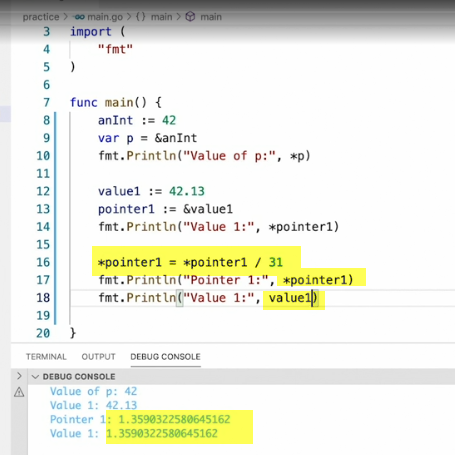 practice > main.go > {} main > main
3 import (
4 "fmt"
5 )
6
7 func main() {
8 anInt := 42
9 var p = &anInt
10 fmt.Println("Value of p:", *p)
11
12 value1 := 42.13
13 pointer1 := &value1
14 fmt.Println("Value 1:", *pointer1)
15
16 *pointer1 = *pointer1 / 31
17 fmt.Println("Pointer 1:", *pointer1)
18 fmt.Println("Value 1:", value1)
19
20 }
TERMINAL OUTPUT DEBUG CONSOLE
DEBUG CONSOLE
Value of p: 42
Value 1: 42.13
Pointer 1: 1.3590322580645162
Value 1: 1.3590322580645162